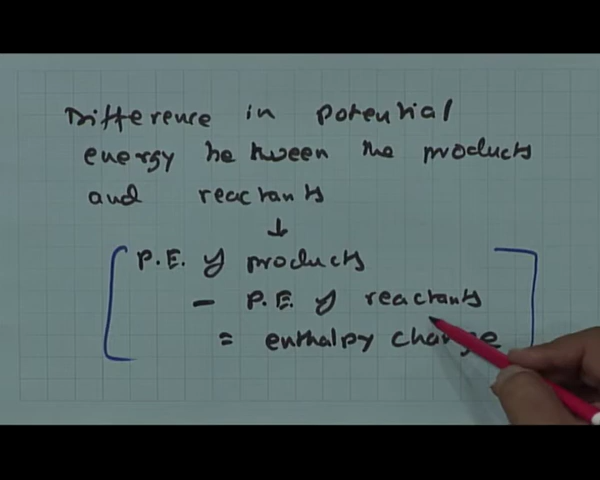 Difference in potential
energy between the products
and reactants
↓
P.E. of products
- P.E. of reactants
= enthalpy change